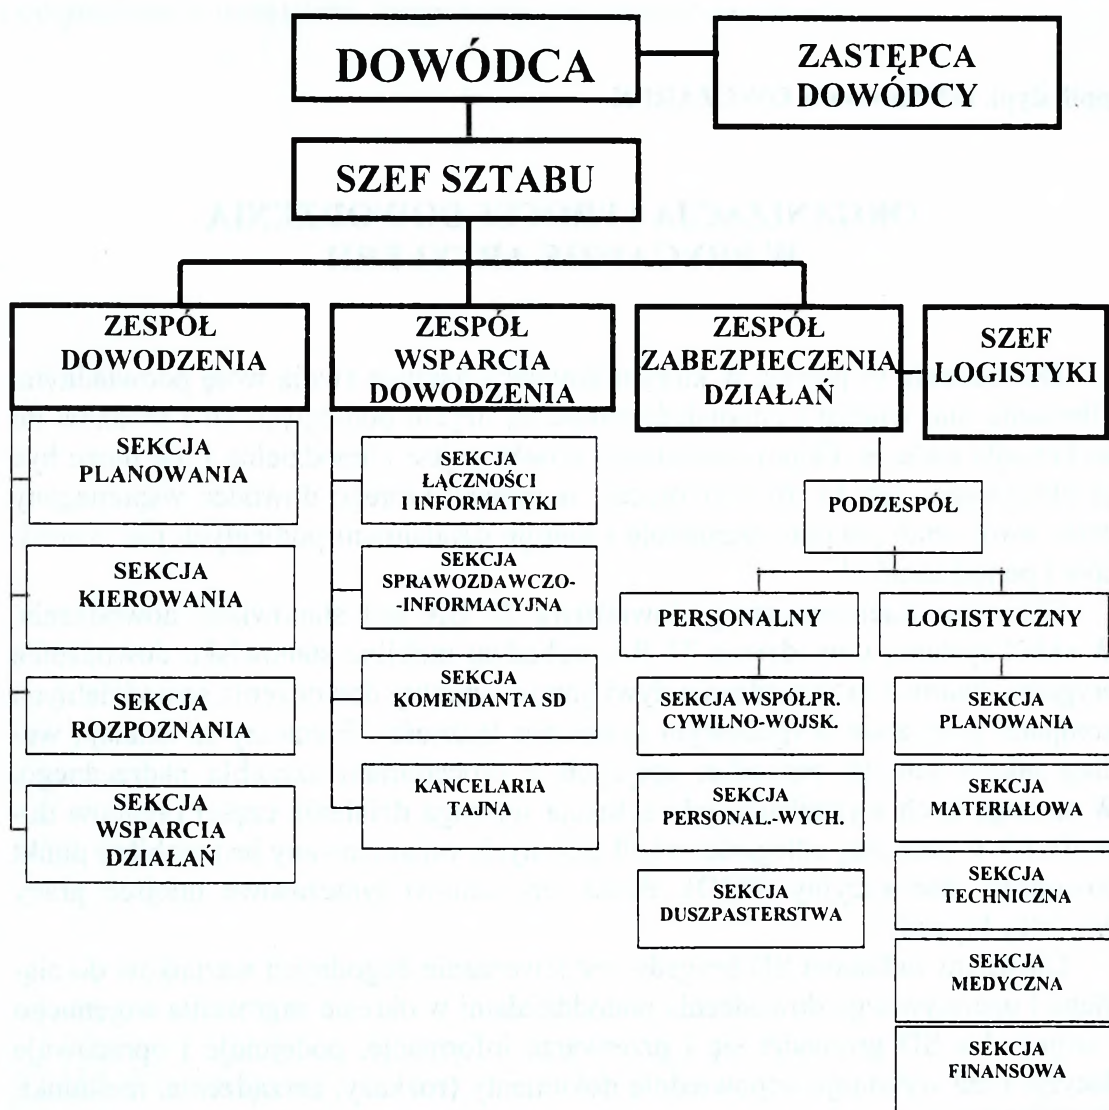 DOWÓDCA
ZASTĘPCA
DOWÓDCY
SZEF SZTABU
ZESPÓŁ
DOWODZENIA
ZESPÓŁ
WSPARCIA
DOWODZENIA
ZESPÓŁ
ZABEZPIECZENIA
DZIAŁAŃ
SZEF
LOGISTYKI
SEKCJA
PLANOWANIA
SEKCJA
KIEROWANIA
SEKCJA
ROZPOZNANIA
SEKCJA
WSPARCIA
DZIAŁAŃ
SEKCJA
ŁĄCZNOŚCI
I INFORMATYKI
SEKCJA
SPRAWOZDAWCZO-
-INFORMACYJNA
SEKCJA
KOMENDANTA SD
KANCELARIA
TAJNA
PODZESPÓŁ
PERSONALNY
SEKCJA WSPÓŁPR.
CYWILNO-WOJSK.
SEKCJA
PERSONAL.-WYCH.
SEKCJA
DUSZPASTERSTWA
LOGISTYCZNY
SEKCJA
PLANOWANIA
SEKCJA
MATERIAŁOWA
SEKCJA
TECHNICZNA
SEKCJA
MEDYCZNA
SEKCJA
FINANSOWA